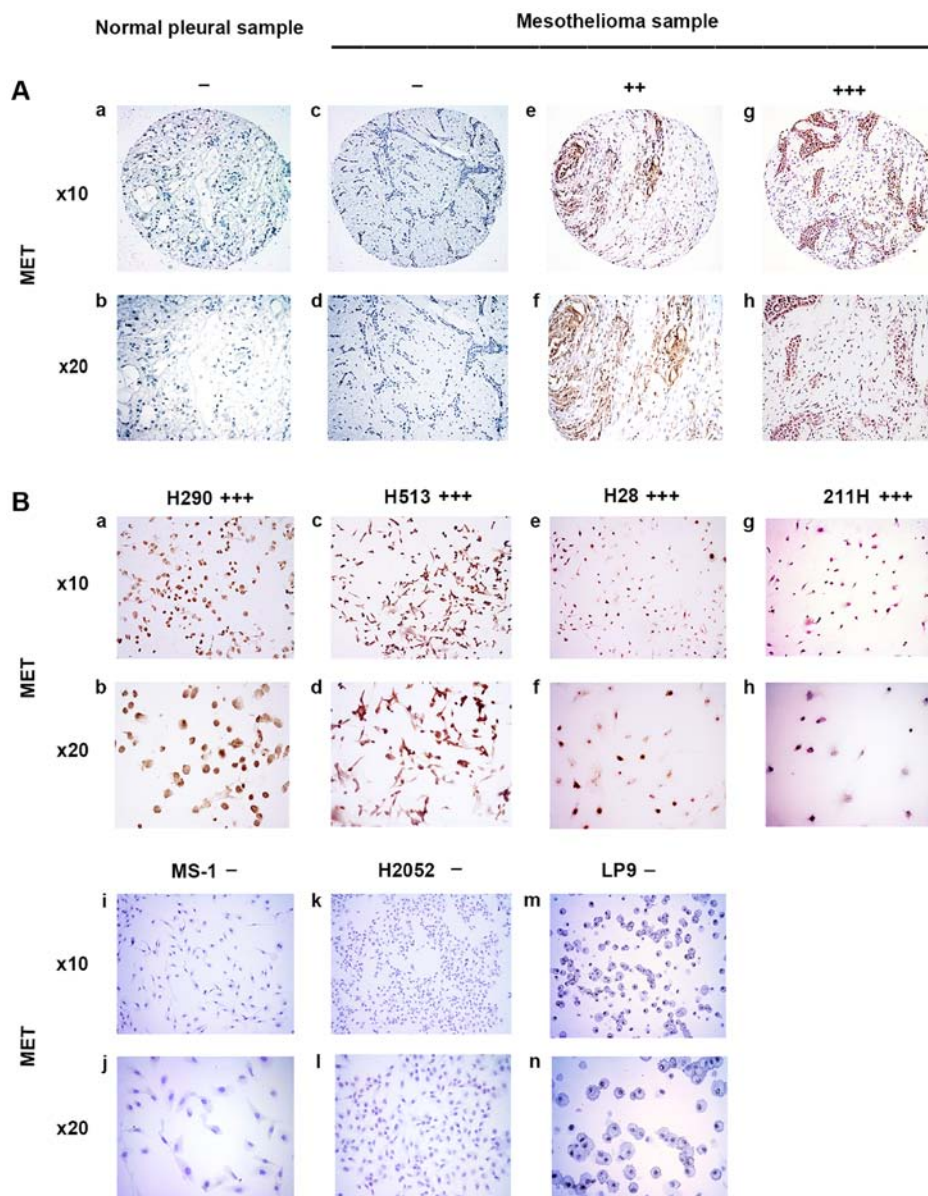 Normal pleural sample
Mesothelioma sample
A
–
–
++
+++
a
c
e
g
x10
MET
b
d
f
h
x20
B
H290 +++
H513 +++
H28 +++
211H +++
a
c
e
g
x10
MET
b
d
f
h
x20
MS-1 –
H2052 –
LP9 –
i
k
m
x10
MET
j
l
n
x20